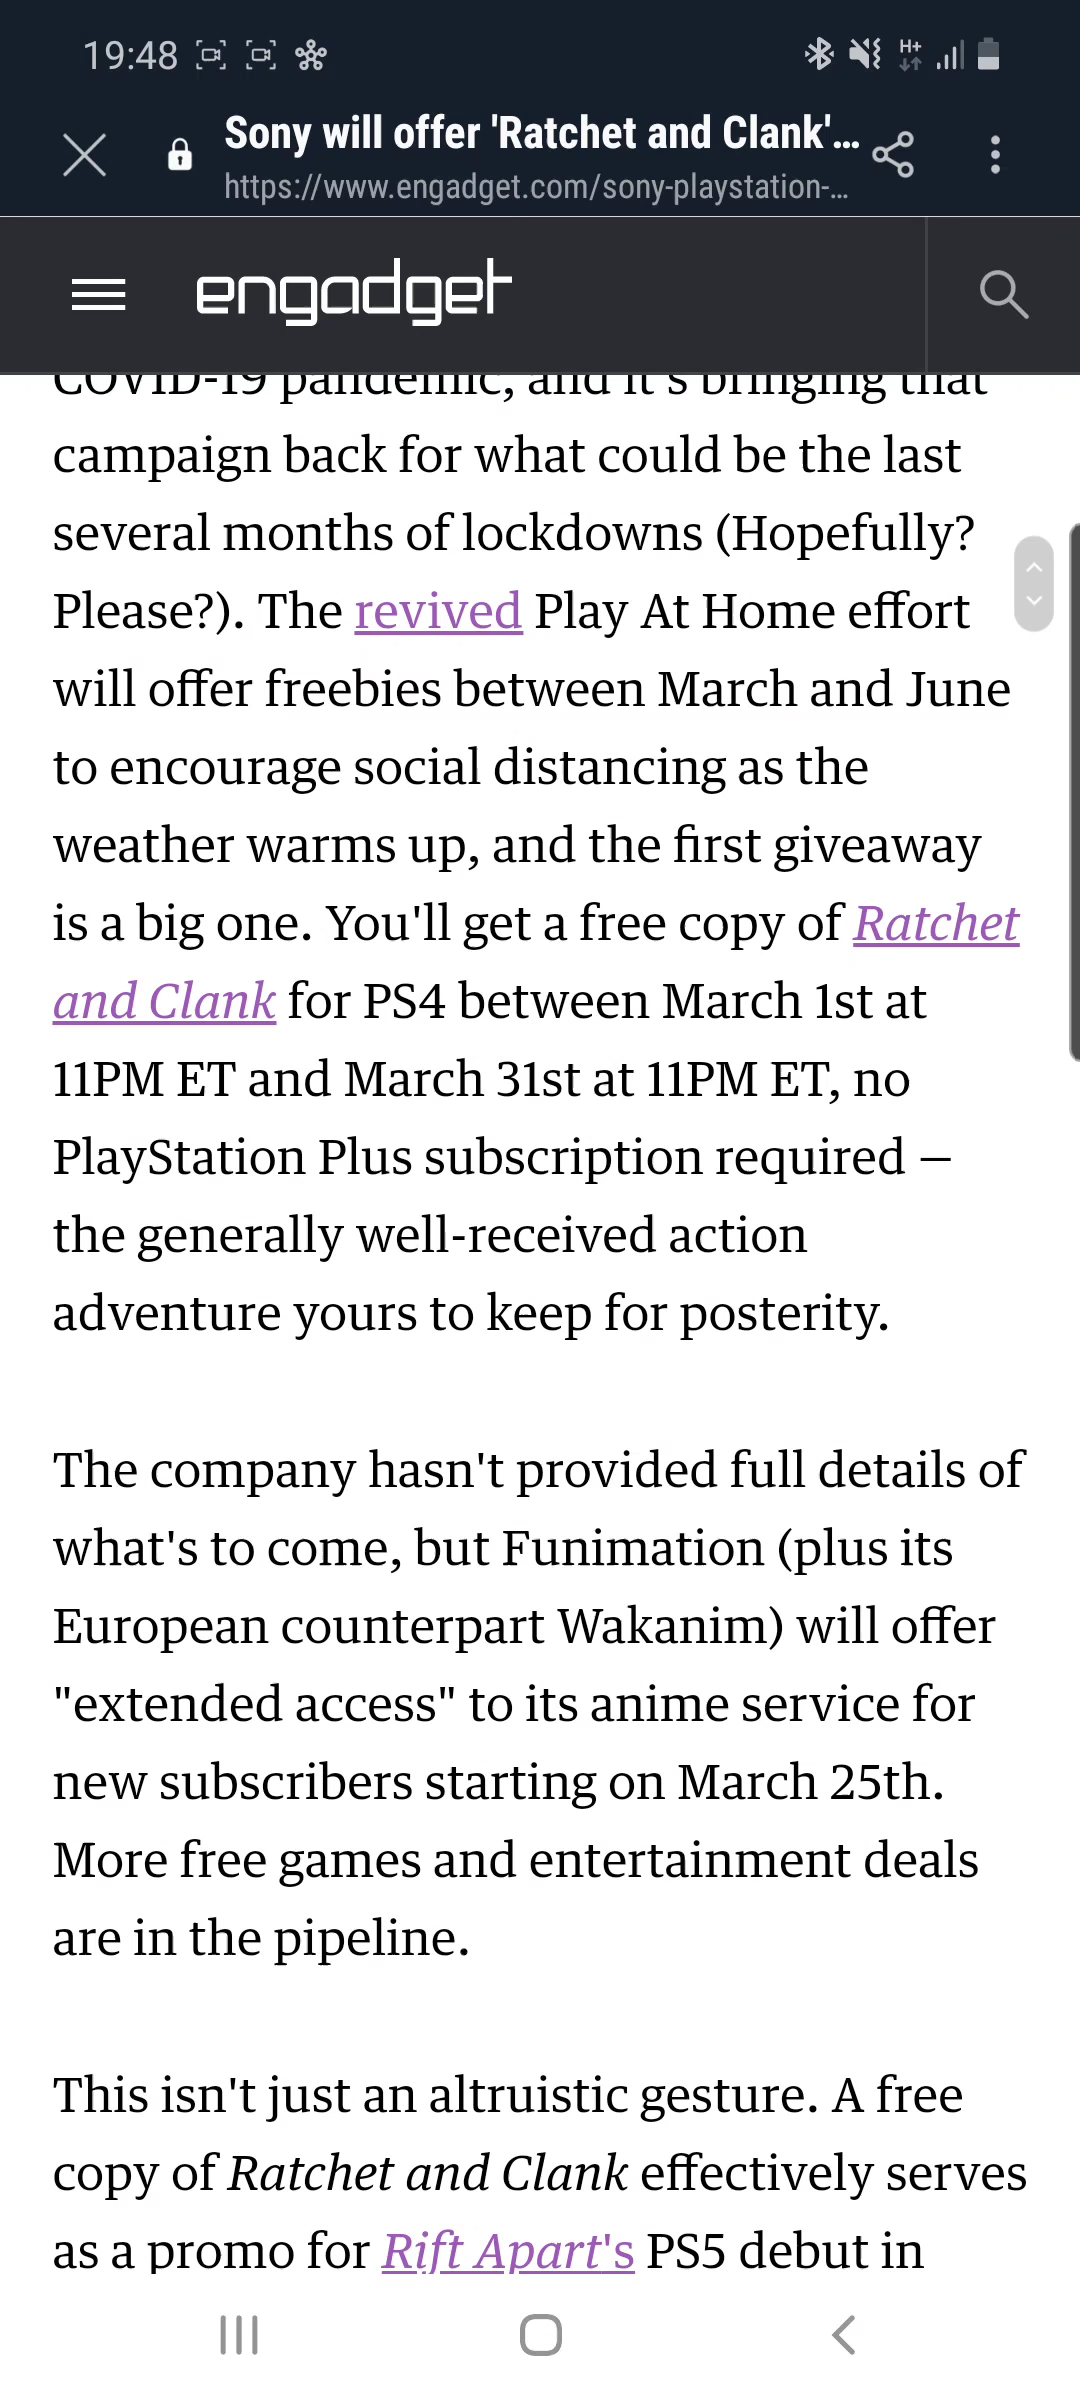 19:48
H+
Sony will offer 'Ratchet and Clank'...
https://www.engadget.com/sony-playstation-...
engadget
COVID-19 pandemic, and it's bringing that
campaign back for what could be the last
several months of lockdowns (Hopefully?
Please?). The revived Play At Home effort
will offer freebies between March and June
to encourage social distancing as the
weather warms up, and the first giveaway
is a big one. You'll get a free copy of Ratchet
and Clank for PS4 between March 1st at
11PM ET and March 31st at 11PM ET, no
PlayStation Plus subscription required —
the generally well-received action
adventure yours to keep for posterity.
The company hasn't provided full details of
what's to come, but Funimation (plus its
European counterpart Wakanim) will offer
"extended access" to its anime service for
new subscribers starting on March 25th.
More free games and entertainment deals
are in the pipeline.
This isn't just an altruistic gesture. A free
copy of Ratchet and Clank effectively serves
as a promo for Rift Apart's PS5 debut in